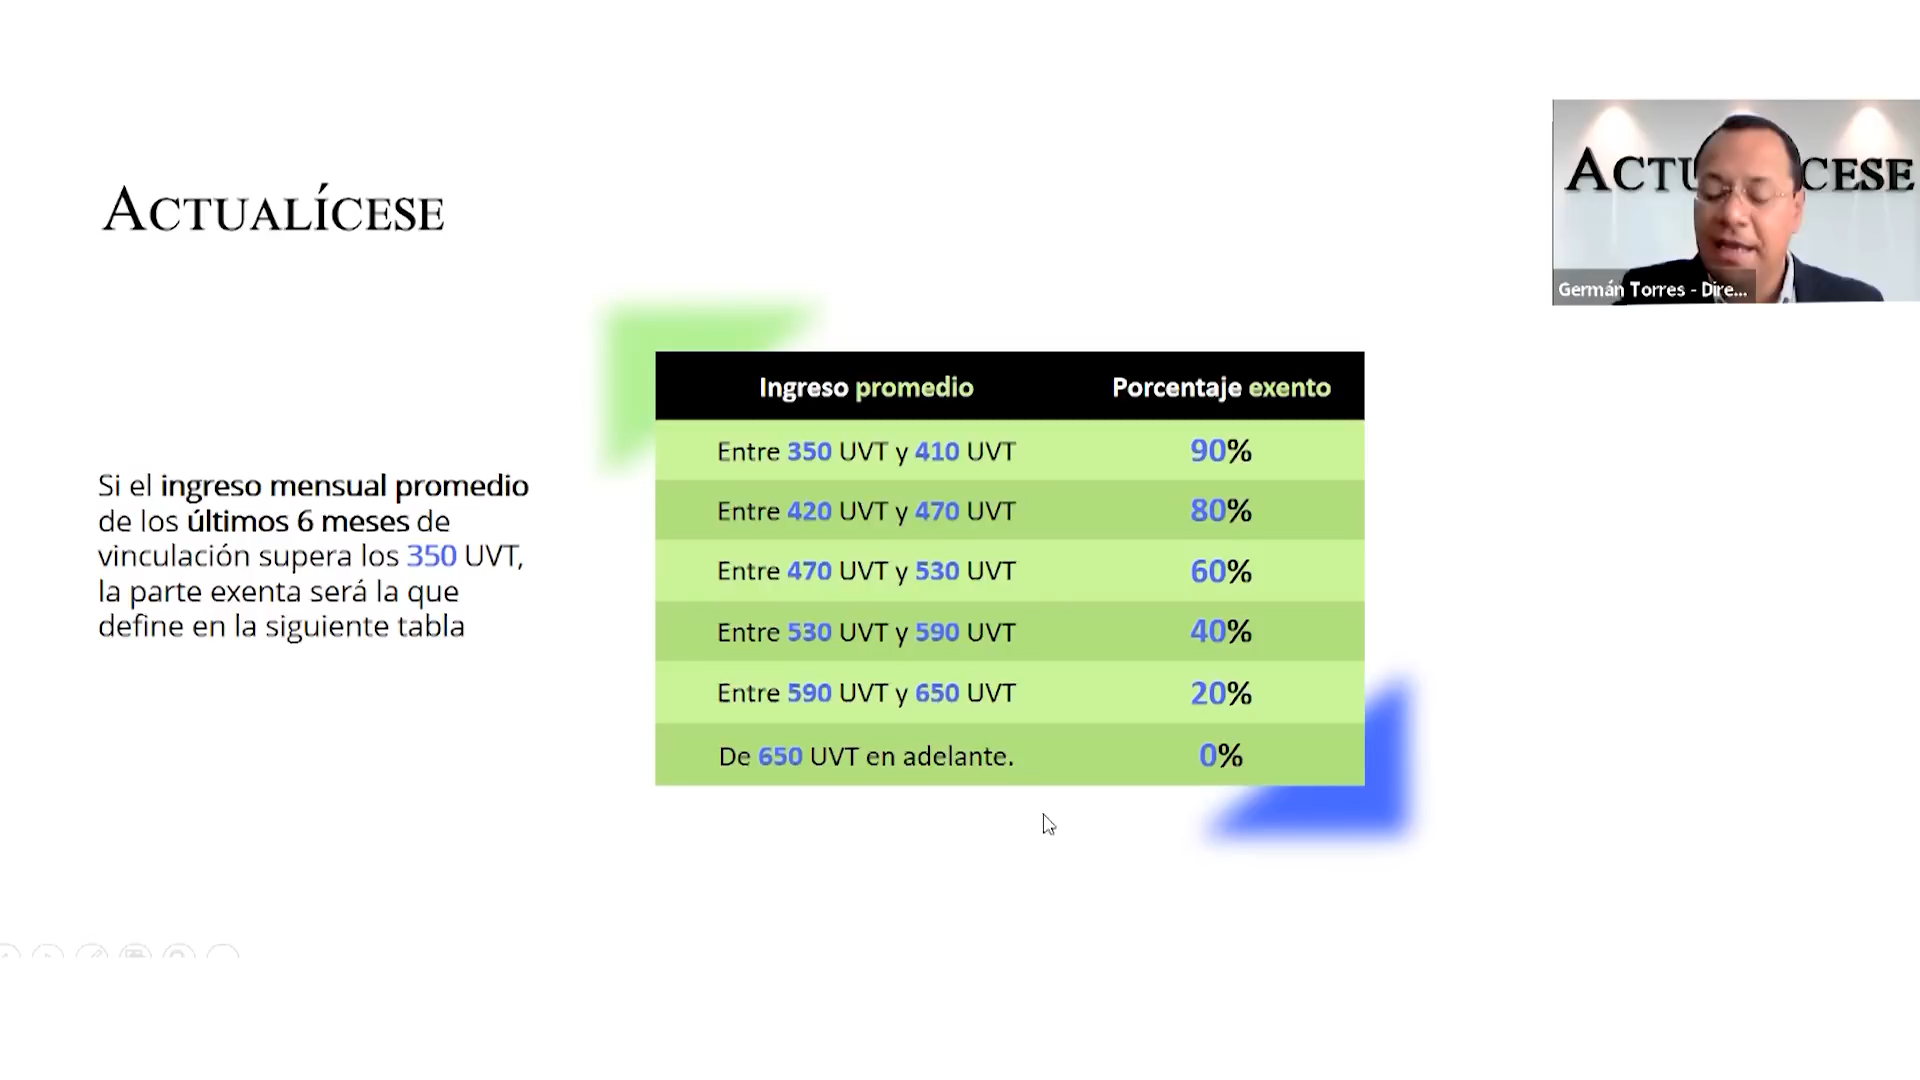 ACTUALÍCESE
Si el ingreso mensual promedio
de los últimos 6 meses de
vinculación supera los 350 UVT,
la parte exenta será la que
define en la siguiente tabla
Ingreso promedio Porcentaje exento
Entre 350 UVT y 410 UVT 90%
Entre 420 UVT y 470 UVT 80%
Entre 470 UVT y 530 UVT 60%
Entre 530 UVT y 590 UVT 40%
Entre 590 UVT y 650 UVT 20%
De 650 UVT en adelante. 0%
ACTU CESE
Germán Torres - Dire...